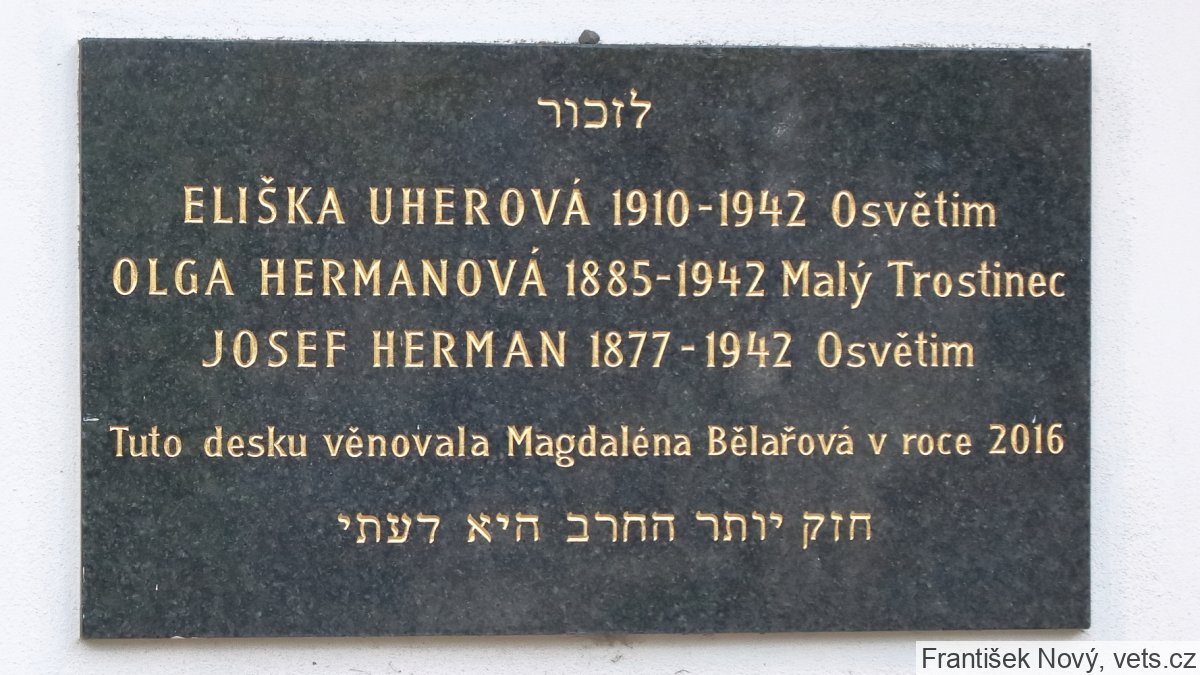 לזכור
ELIŠKA UHEROVÁ 1910-1942 Osvětim
OLGA HERMANOVÁ 1885-1942 Malý Trostinec
JOSEF HERMAN 1877-1942 Osvětim
Tuto desku věnovala Magdaléna Bělařová v roce 2016
חזק יותר החרב היא דעתי
František Nový, vets.cz